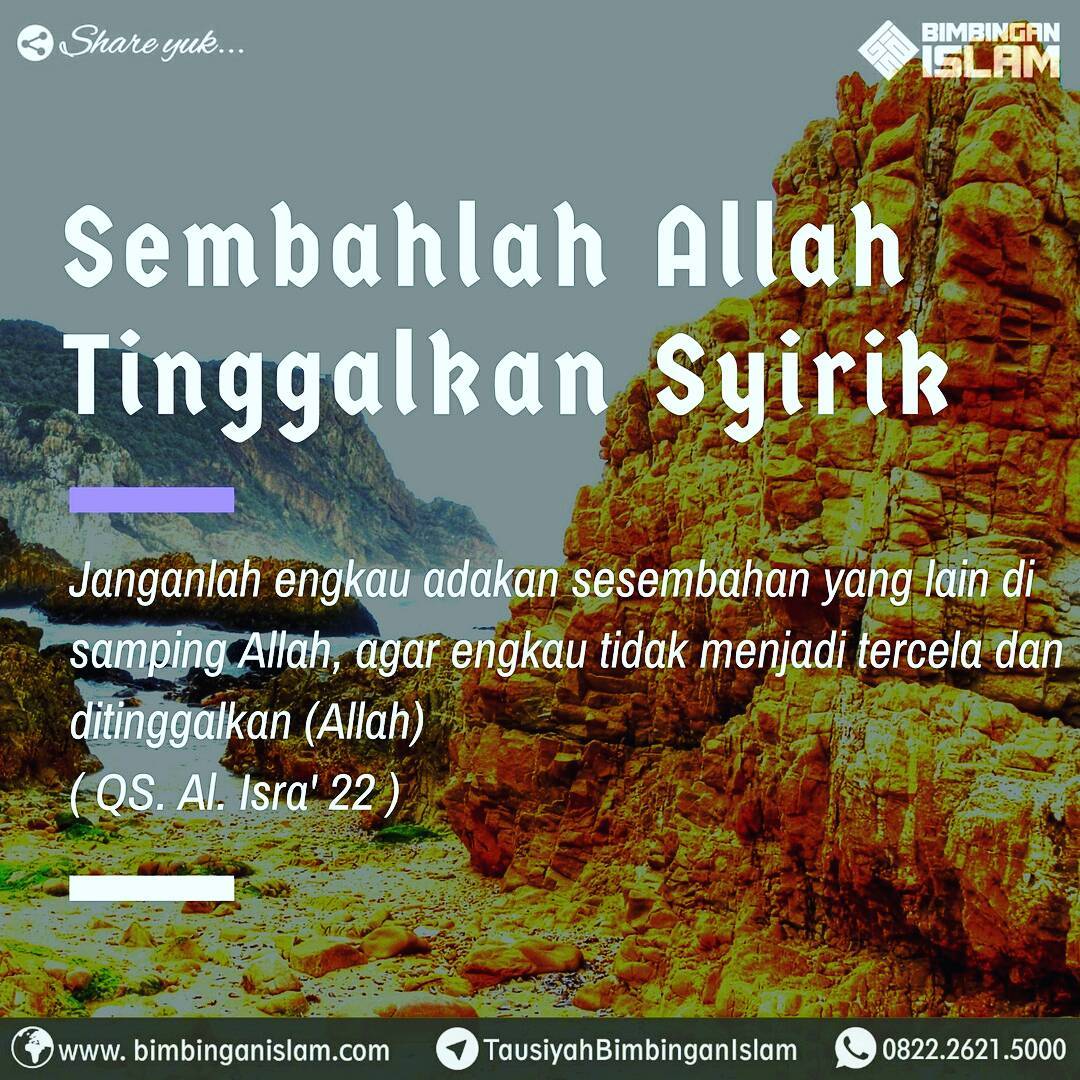 Share yuk...
BIMBINGAN
ISLAM
Sembahlah Allah
Tinggalkan Syirik
Janganlah engkau adakan sesembahan yang lain di
samping Allah, agar engkau tidak menjadi tercela dan
ditinggalkan (Allah)
( QS. Al. Isra' 22 )
www. bimbinganislam.com TausiyahBimbinganIslam 0822.2621.5000